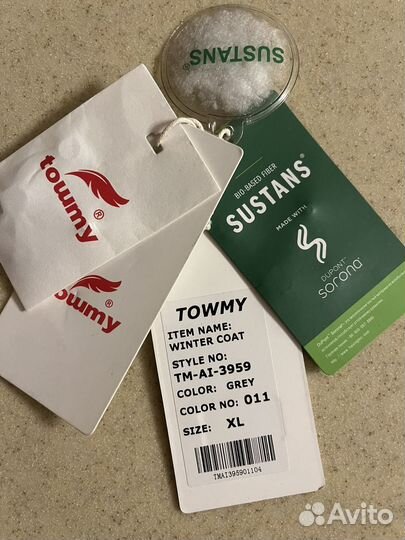 SUSTANS®
towmy®
towmy®
BIO-BASED FIBER
SUSTANS®
MADE WITH
DUPONT™
sorona®
TOWMY
ITEM NAME:
WINTER COAT
STYLE NO:
TM-AI-3959
COLOR: GREY
COLOR NO: 011
SIZE: XL
TMAI395901104
Avito